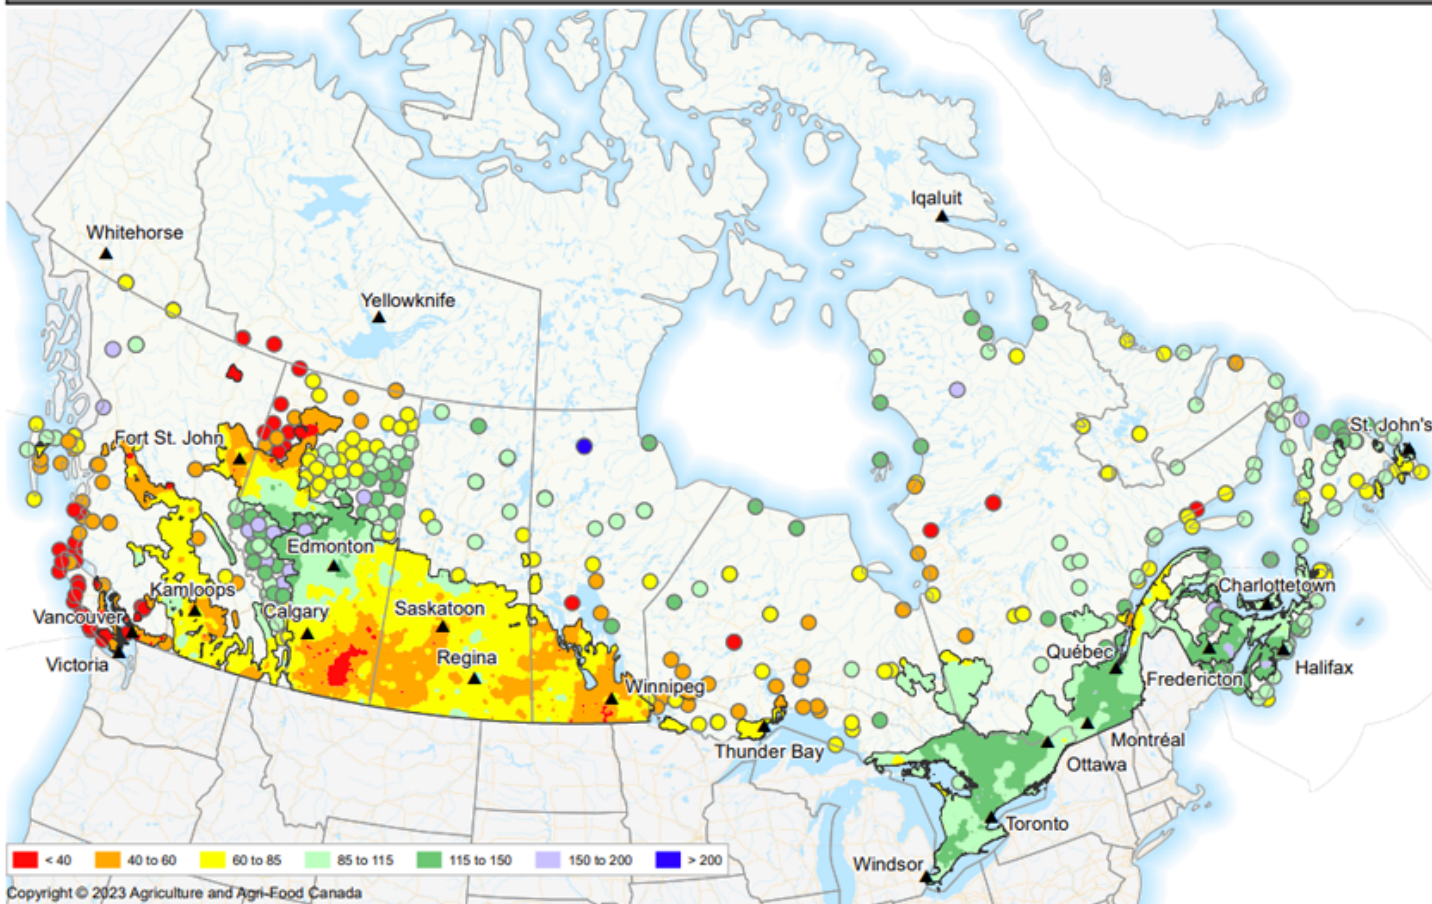 Iqaluit
Whitehorse
Yellowknife
Fort St. John
St. John's
Edmonton
Charlottetown
Kamloops
Calgary
Saskatoon
Vancouver
Québec
Regina
Victoria
Halifax
Fredericton
Winnipeg
Montréal
Thunder Bay
Ottawa
Toronto
Windsor
< 40 40 to 60 60 to 85 85 to 115 115 to 150 150 to 200 > 200
Copyright © 2023 Agriculture and Agri-Food Canada